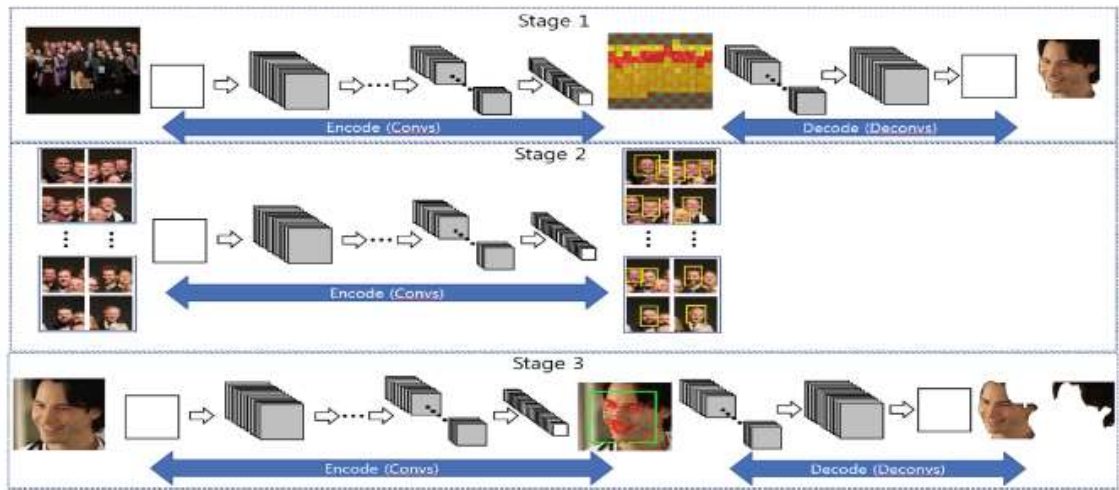 Stage 1
Encode (Convs)
Decode (Deconvs)
Stage 2
Encode (Convs)
Stage 3
Encode (Convs)
Decode (Deconvs)